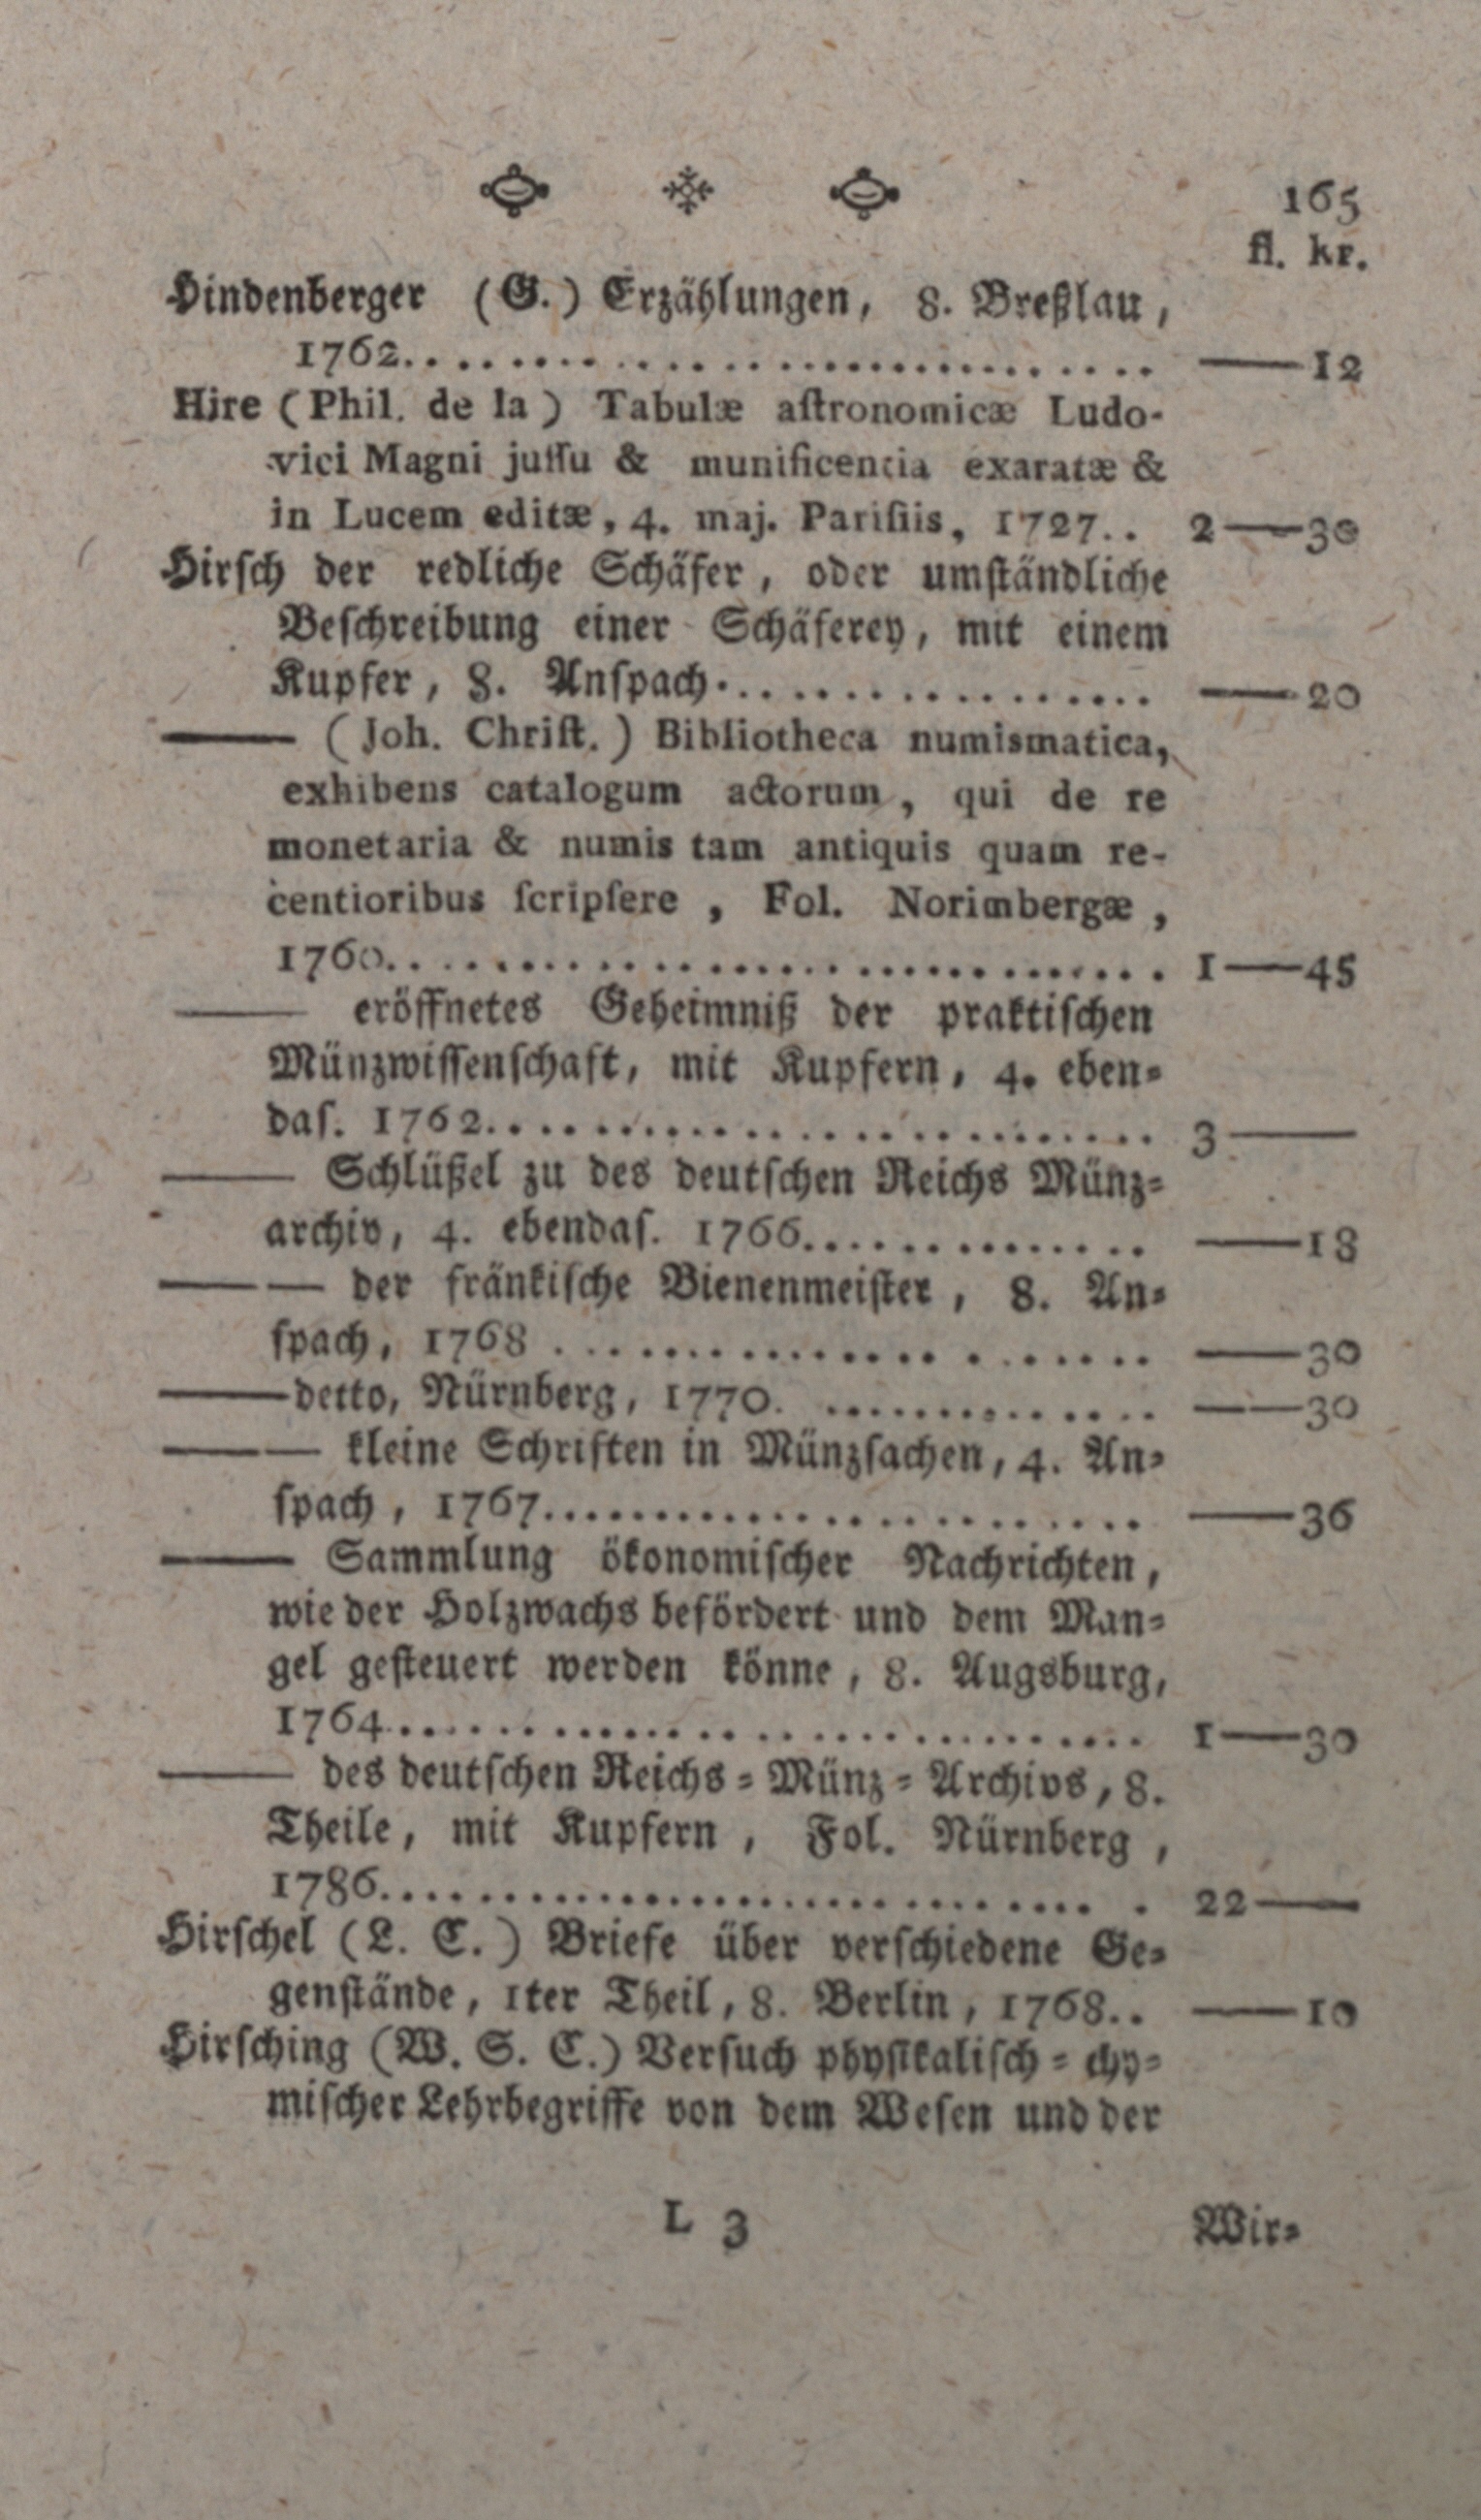 165
fl. kr.
Hindenberger (G.) Erzählungen, 8. Breßlau,
1762.................................. —12
Hire (Phil. de la) Tabulæ aſtronomicæ Ludo-
vici Magni juſſu & munificentia exaratæ &
in Lucem editæ, 4. maj. Pariſiis, 1727.. 2—30
Hirſch der redliche Schäfer, oder umſtändliche
Beſchreibung einer Schäferey, mit einem
Kupfer, 8. Anſpach.................. —20
—— (Joh. Chriſt.) Bibliotheca numismatica,
exhibens catalogum actorum, qui de re
monetaria & numis tam antiquis quam re-
centioribus ſcripſere, Fol. Norimbergæ,
1760.................................. 1—45
—— eröffnetes Geheimniß der praktiſchen
Münzwiſſenſchaft, mit Kupfern, 4. eben-
daſ. 1762............................ 3——
—— Schlüßel zu des deutſchen Reichs Münz-
archiv, 4. ebendaſ. 1766............... —18
—— — der fränkiſche Bienenmeiſter, 8. An-
ſpach, 1768 .......................... —30
——detto, Nürnberg, 1770. .............. ——30
—— — kleine Schriften in Münzſachen, 4. An-
ſpach, 1767.......................... —36
—— Sammlung ökonomiſcher Nachrichten,
wie der Holzwachs befördert und dem Man-
gel geſteuert werden könne, 8. Augsburg,
1764................................ 1—30
—— des deutſchen Reichs-Münz-Archivs, 8.
Theile, mit Kupfern, Fol. Nürnberg,
1786................................ 22——
Hirſchel (L. C.) Briefe über verſchiedene Ge-
genſtände, 1ter Theil, 8. Berlin, 1768.. —10
Hirſching (W. S. C.) Verſuch phyſikaliſch-chy-
miſcher Lehrbegriffe von dem Weſen und der
L 3
Wir-